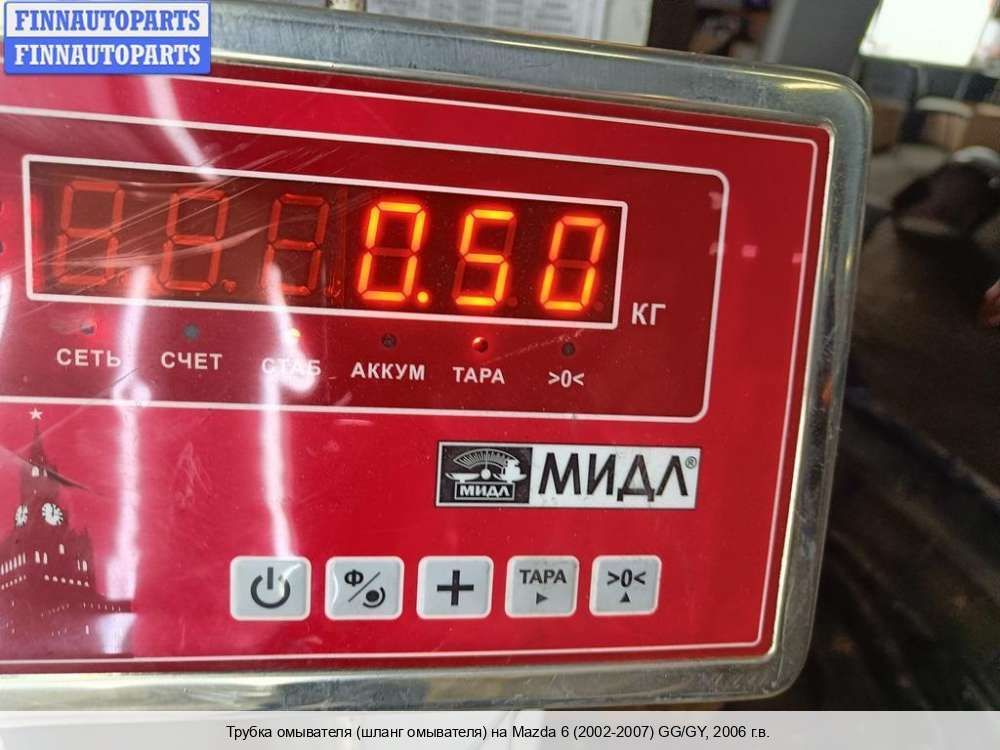 FINNAUTOPARTS
FINNAUTOPARTS
0.50
КГ
СЕТЬ СЧЕТ СТАБ АККУМ ТАРА >0<
МИДЛ МИДЛ®
Ф ТАРА >0<
Трубка омывателя (шланг омывателя) на Mazda 6 (2002-2007) GG/GY, 2006 г.в.